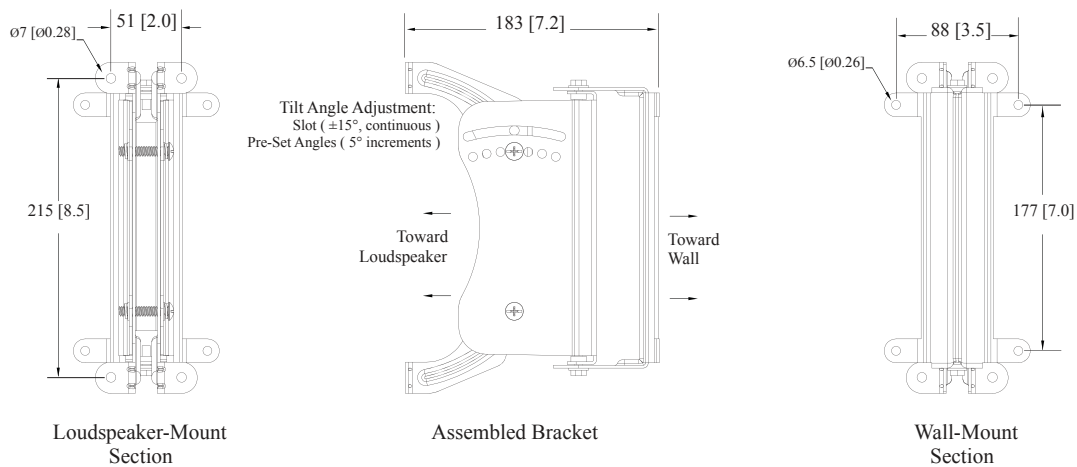 51 [2.0]
ø7 [ø0.28]
215 [8.5]
Loudspeaker-Mount
Section
183 [7.2]
Tilt Angle Adjustment:
Slot ( ±15°, continuous )
Pre-Set Angles ( 5° increments )
Toward
Loudspeaker
Toward
Wall
Assembled Bracket
88 [3.5]
Ø6.5 [ø0.26]
177 [7.0]
Wall-Mount
Section